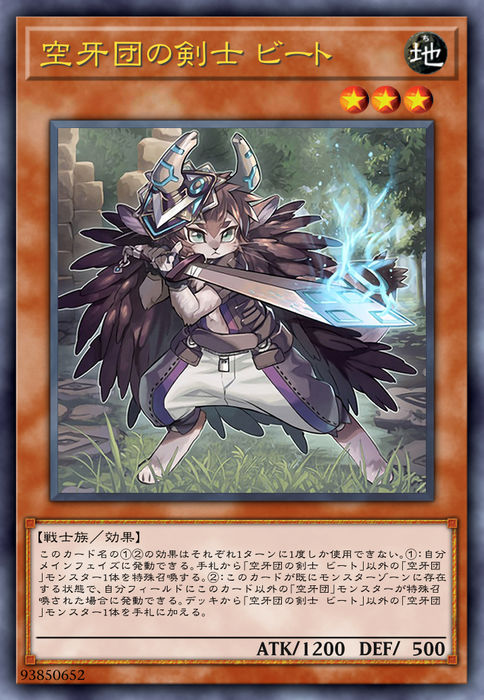 空牙団の剣士 ビート
ち
地
【戦士族／効果】
このカード名の①②の効果はそれぞれ1ターンに1度しか使用できない。①：自分
メインフェイズに発動できる。手札から「空牙団の剣士 ビート」以外の「空牙団
」モンスター1体を特殊召喚する。②：このカードが既にモンスターゾーンに存在
する状態で、自分フィールドにこのカード以外の「空牙団」モンスターが特殊召
喚された場合に発動できる。デッキから「空牙団の剣士 ビート」以外の「空牙団
」モンスター1体を手札に加える。
ATK/1200 DEF/ 500
93850652